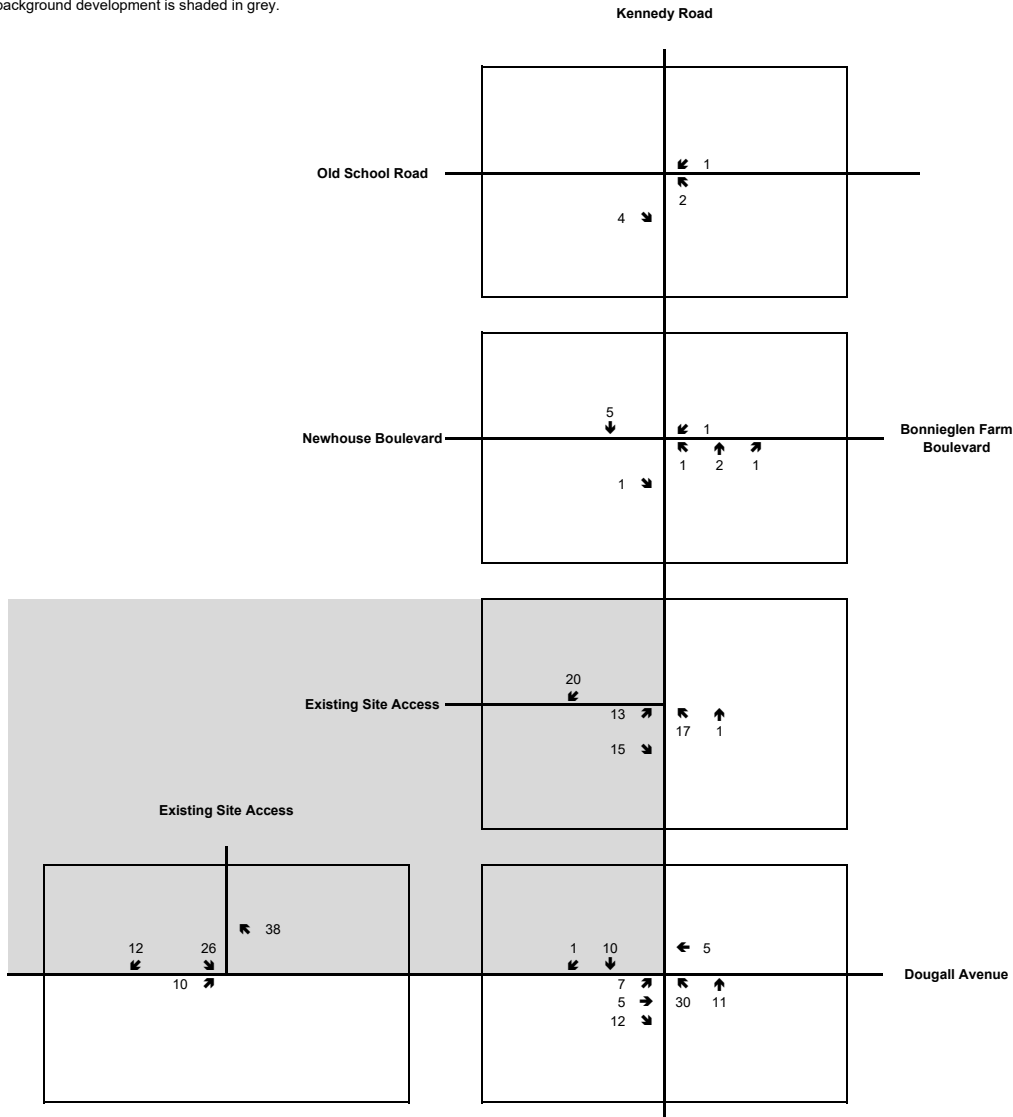 background development is shaded in grey.
Kennedy Road
1
Old School Road
2
4
5
1
Newhouse Boulevard
Bonnieglen Farm
Boulevard
1 2 1
1
20
Existing Site Access
13
17 1
15
Existing Site Access
38
12 26
1 10
5
10
7
Dougall Avenue
5
30 11
12